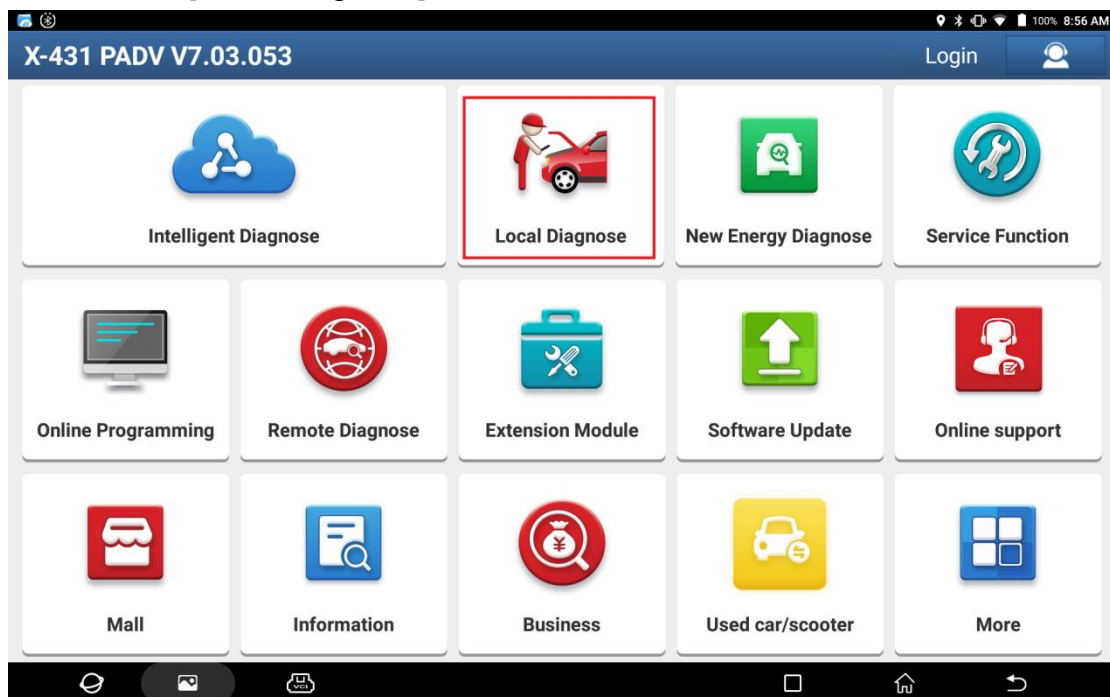 100% 8:56 AM
X-431 PADV V7.03.053 Login
Intelligent Diagnose Local Diagnose New Energy Diagnose Service Function
Online Programming Remote Diagnose Extension Module Software Update Online support
Mall Information Business Used car/scooter More
VCI